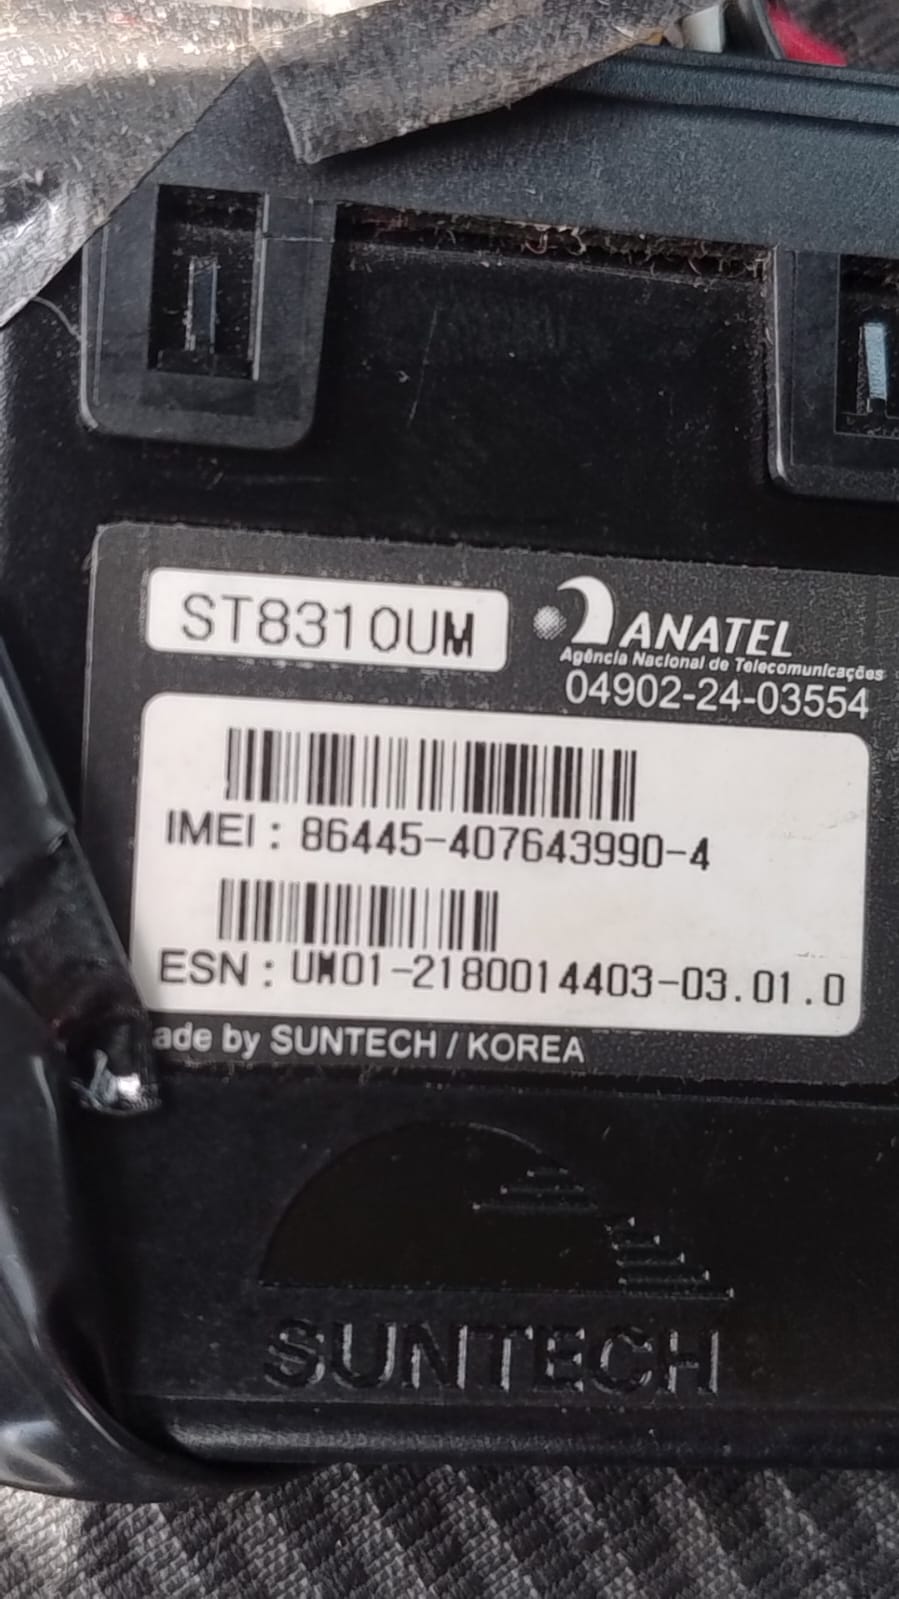 ST8310UM
ANATEL
Agência Nacional de Telecomunicações
04902-24-03554
IMEI : 86445-407643990-4
ESN : UM01-2180014403-03.01.0
ade by SUNTECH / KOREA
SUNTECH